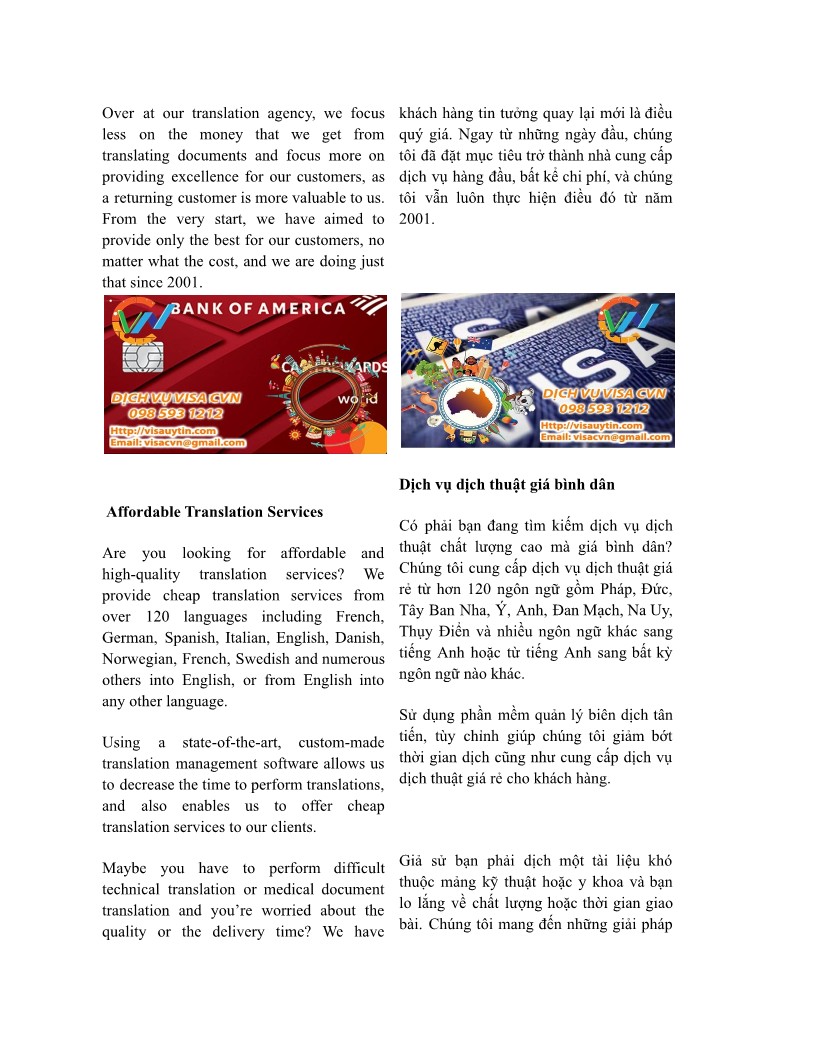 Over at our translation agency, we focus
less on the money that we get from
translating documents and focus more on
providing excellence for our customers, as
a returning customer is more valuable to us.
From the very start, we have aimed to
provide only the best for our customers, no
matter what the cost, and we are doing just
that since 2001.
BANK OF AMERICA
CA
REWARDS
world
DỊCH VỤ VISA CVN
098 593 1212
Http://visauytin.com
Email: visacvn@gmail.com
Affordable Translation Services
Are you looking for affordable and
high-quality translation services? We
provide cheap translation services from
over 120 languages including French,
German, Spanish, Italian, English, Danish,
Norwegian, French, Swedish and numerous
others into English, or from English into
any other language.
Using a state-of-the-art, custom-made
translation management software allows us
to decrease the time to perform translations,
and also enables us to offer cheap
translation services to our clients.
Maybe you have to perform difficult
technical translation or medical document
translation and you’re worried about the
quality or the delivery time? We have
khách hàng tin tưởng quay lại mới là điều
quý giá. Ngay từ những ngày đầu, chúng
tôi đã đặt mục tiêu trở thành nhà cung cấp
dịch vụ hàng đầu, bất kể chi phí, và chúng
tôi vẫn luôn thực hiện điều đó từ năm
2001.
VISA
DỊCH VỤ VISA CVN
098 593 1212
Http://visauytin.com
Email: visacvn@gmail.com
Dịch vụ dịch thuật giá bình dân
Có phải bạn đang tìm kiếm dịch vụ dịch
thuật chất lượng cao mà giá bình dân?
Chúng tôi cung cấp dịch vụ dịch thuật giá
rẻ từ hơn 120 ngôn ngữ gồm Pháp, Đức,
Tây Ban Nha, Ý, Anh, Đan Mạch, Na Uy,
Thụy Điển và nhiều ngôn ngữ khác sang
tiếng Anh hoặc từ tiếng Anh sang bất kỳ
ngôn ngữ nào khác.
Sử dụng phần mềm quản lý biên dịch tân
tiến, tùy chỉnh giúp chúng tôi giảm bớt
thời gian dịch cũng như cung cấp dịch vụ
dịch thuật giá rẻ cho khách hàng.
Giả sử bạn phải dịch một tài liệu khó
thuộc mảng kỹ thuật hoặc y khoa và bạn
lo lắng về chất lượng hoặc thời gian giao
bài. Chúng tôi mang đến những giải pháp